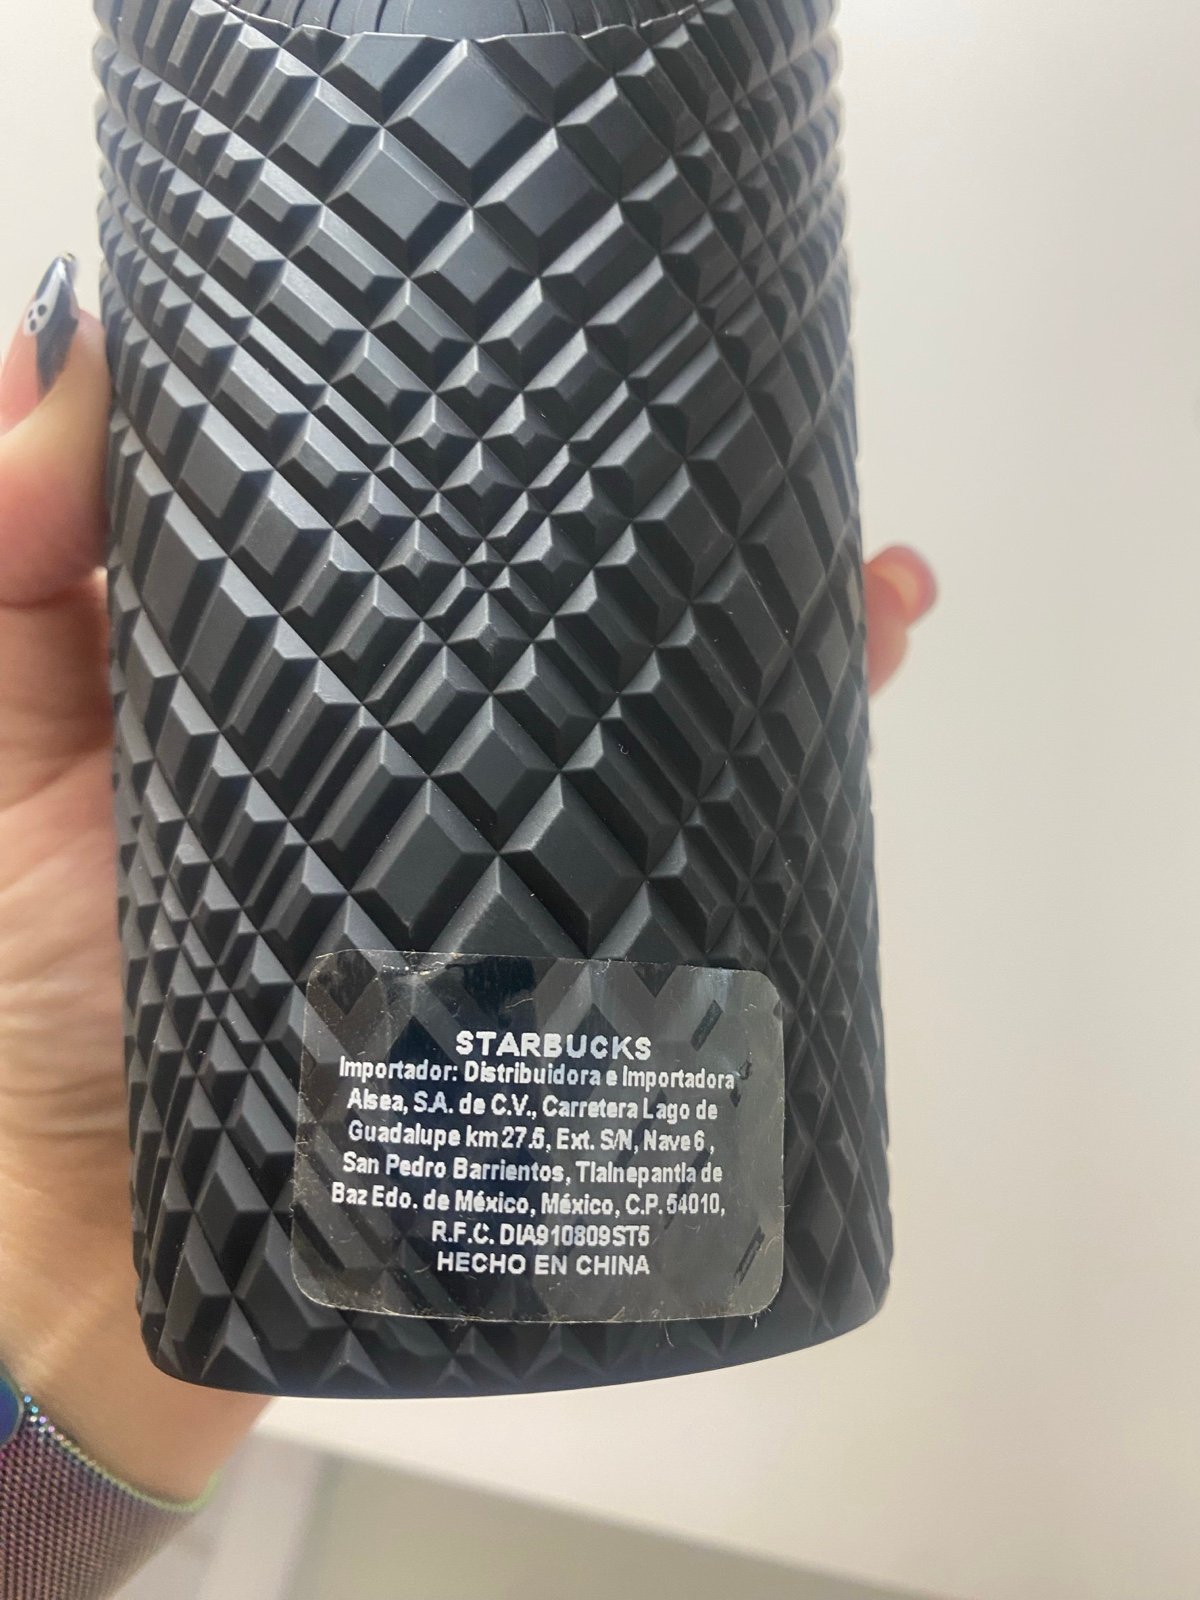 STARBUCKS
Importador: Distribuidora e Importadora
Alsea, S.A. de C.V., Carretera Lago de
Guadalupe km 27.5, Ext. S/N, Nave 6 ,
San Pedro Barrientos, Tlalnepantla de
Baz Edo. de México, México, C.P. 54010,
R.F.C. DIA910809ST5
HECHO EN CHINA